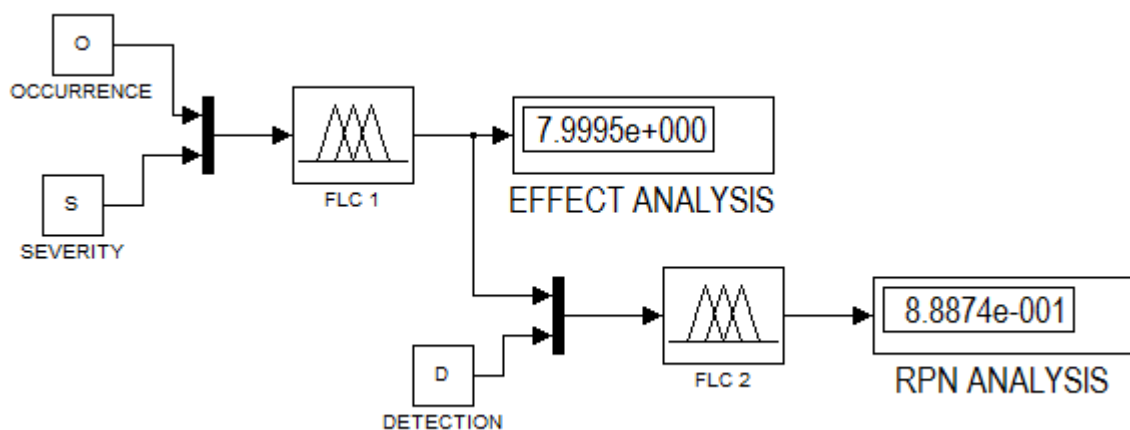 O
OCCURRENCE
S
SEVERITY
FLC 1
7.9995e+000
EFFECT ANALYSIS
D
DETECTION
FLC 2
8.8874e-001
RPN ANALYSIS